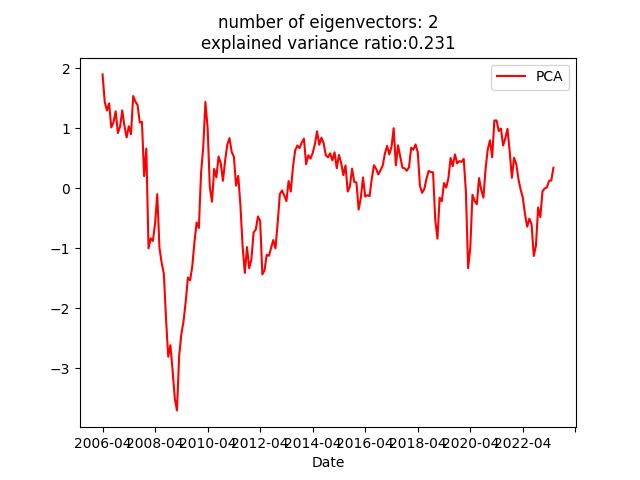 number of eigenvectors: 2
explained variance ratio:0.231
PCA
2
1
0
−1
−2
−3
2006-04 2008-04 2010-04 2012-04 2014-04 2016-04 2018-04 2020-04 2022-04
Date